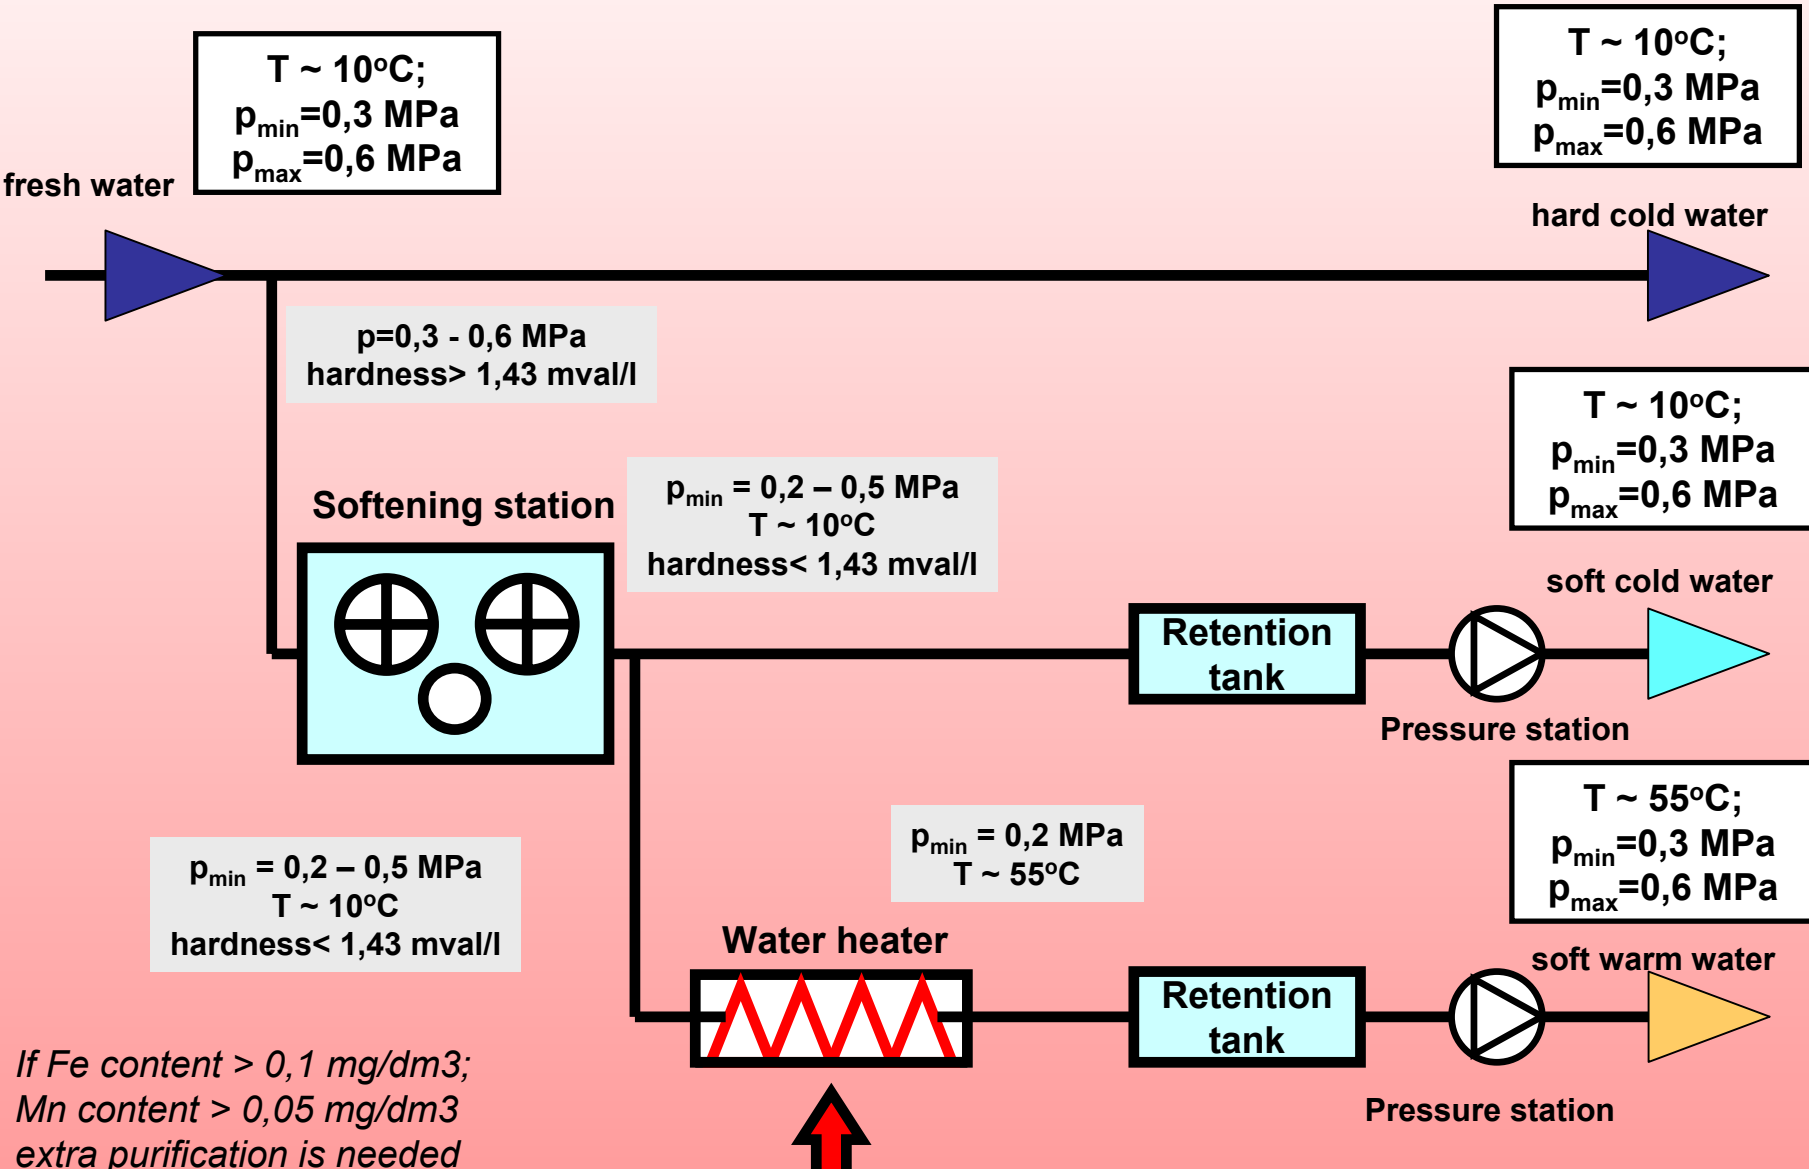 T ~ 10°C;
pmin=0,3 MPa
pmax=0,6 MPa
fresh water
T ~ 10°C;
pmin=0,3 MPa
pmax=0,6 MPa
hard cold water
p=0,3 - 0,6 MPa
hardness> 1,43 mval/l
T ~ 10°C;
pmin=0,3 MPa
pmax=0,6 MPa
Softening station
pmin = 0,2 – 0,5 MPa
T ~ 10°C
hardness< 1,43 mval/l
soft cold water
Retention
tank
Pressure station
T ~ 55°C;
pmin=0,3 MPa
pmax=0,6 MPa
pmin = 0,2 – 0,5 MPa
T ~ 10°C
hardness< 1,43 mval/l
pmin = 0,2 MPa
T ~ 55°C
Water heater
soft warm water
Retention
tank
Pressure station
If Fe content > 0,1 mg/dm3;
Mn content > 0,05 mg/dm3
extra purification is needed